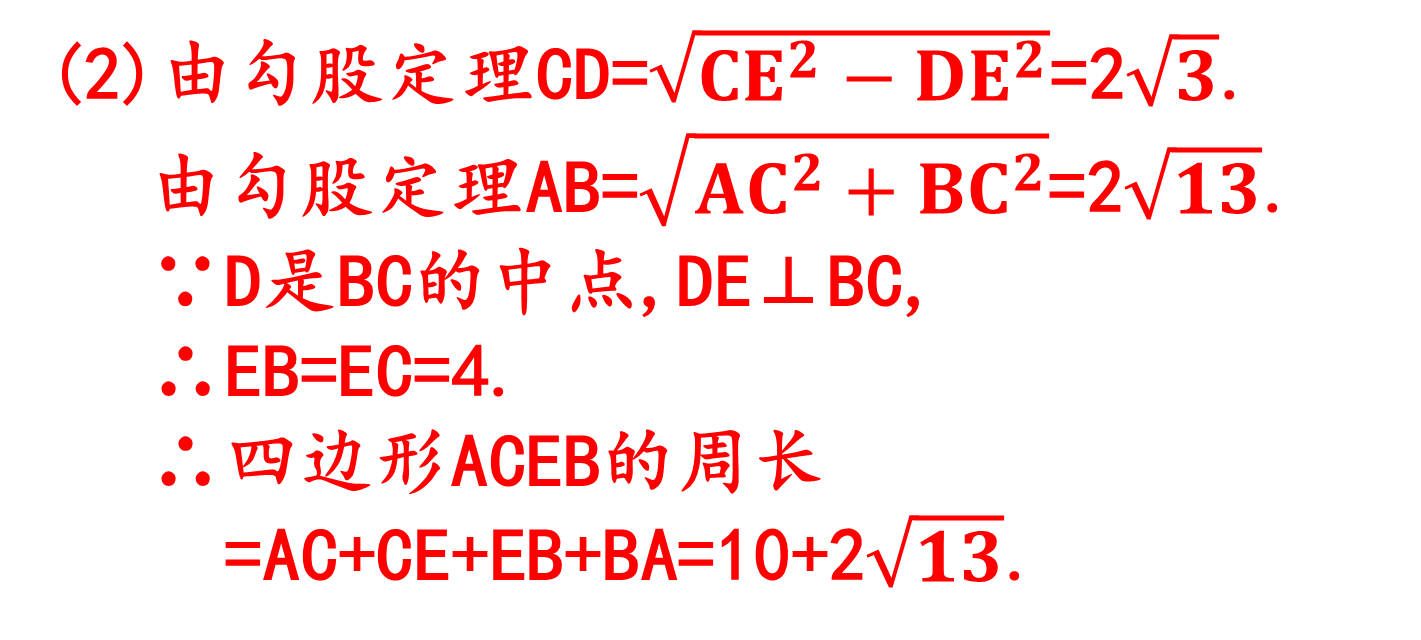 (2)由勾股定理CD=√(CE²－DE²)=2√3.
由勾股定理AB=√(AC²＋BC²)=2√13.
∵D是BC的中点,DE⊥BC,
∴EB=EC=4.
∴四边形ACEB的周长
=AC+CE+EB+BA=10+2√13.